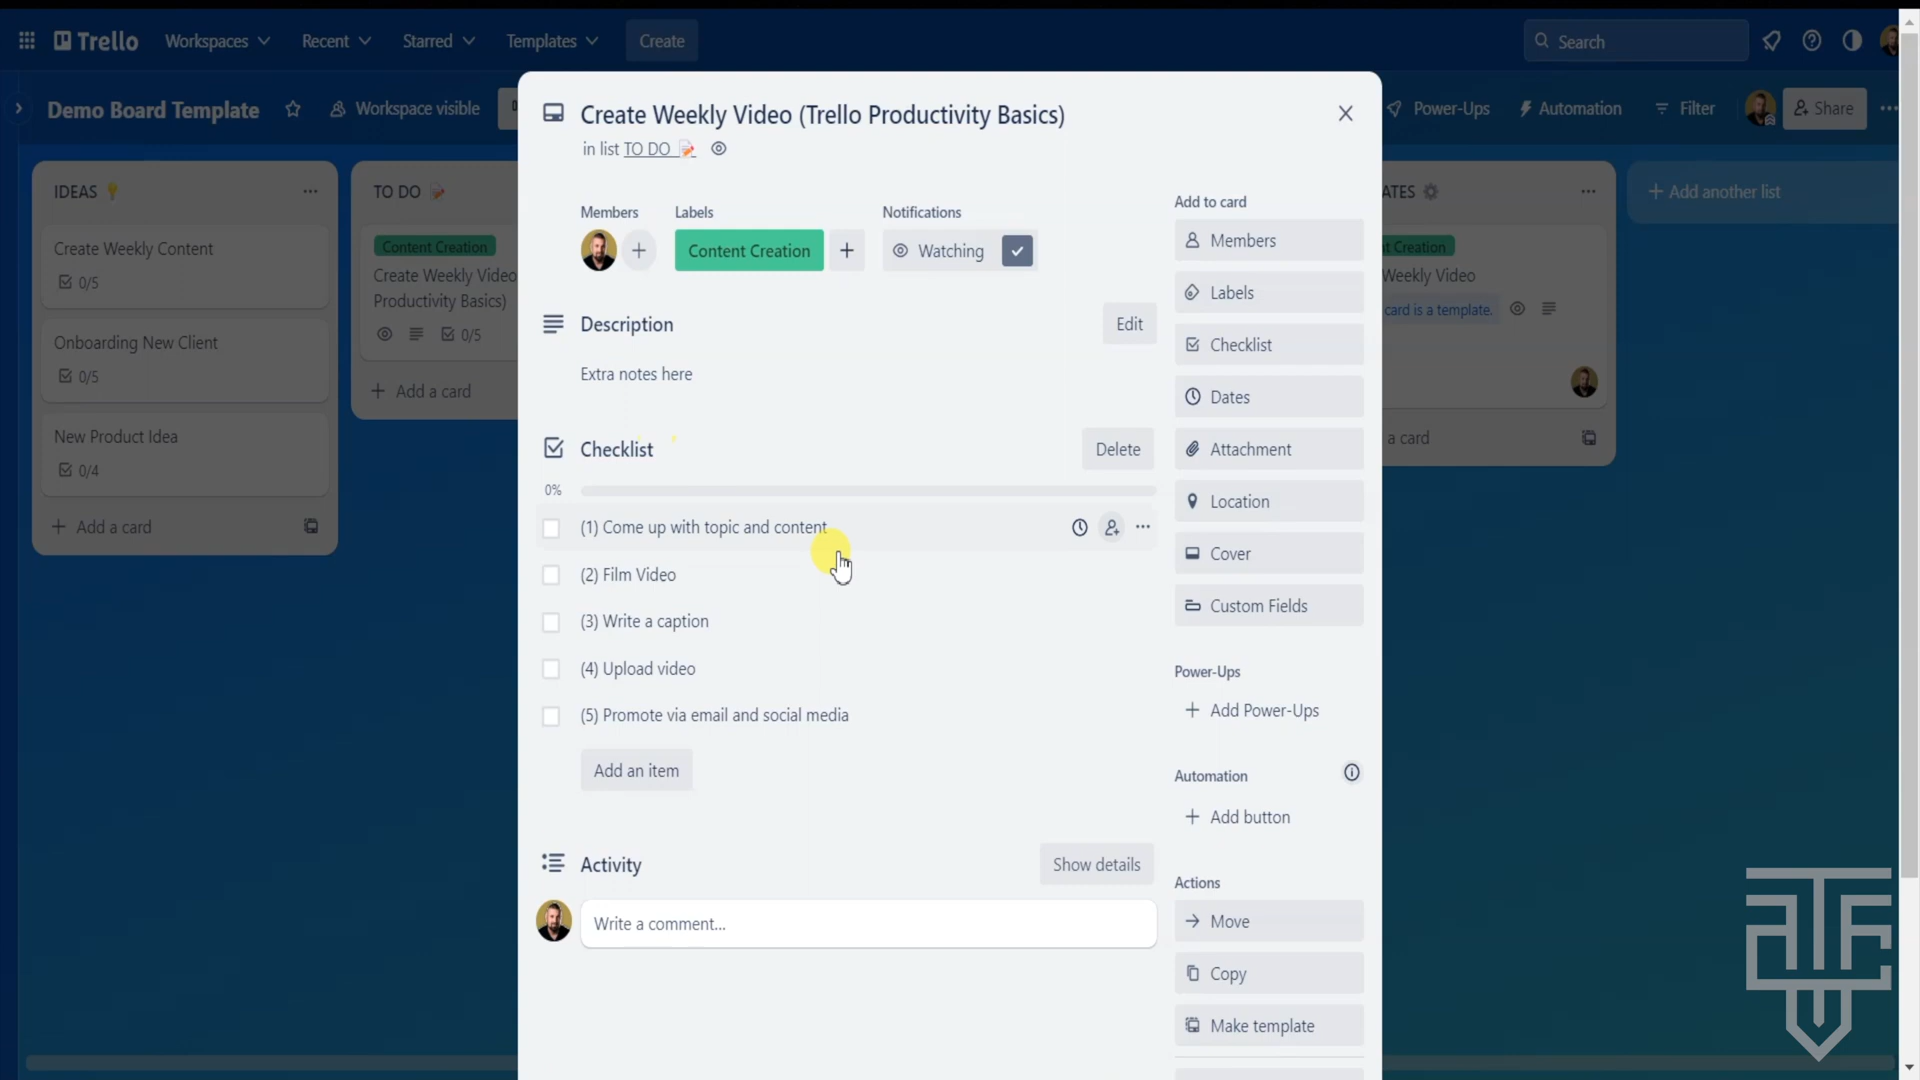 Trello
Workspaces
Recent
Starred
Templates
Create
Search
Demo Board Template
Workspace visible
Power-Ups
Automation
Filter
Share
IDEAS
Create Weekly Content
0/5
Onboarding New Client
0/5
New Product Idea
0/4
Add a card
TO DO
Content Creation
Create Weekly Video
Productivity Basics)
0/5
Add a card
Create Weekly Video (Trello Productivity Basics)
in list TO DO
Members
Labels
Notifications
Content Creation
Watching
Description
Edit
Extra notes here
Checklist
Delete
0%
(1) Come up with topic and content
(2) Film Video
(3) Write a caption
(4) Upload video
(5) Promote via email and social media
Add an item
Activity
Show details
Write a comment...
Add to card
Members
Labels
Checklist
Dates
Attachment
Location
Cover
Custom Fields
Power-Ups
Add Power-Ups
Automation
Add button
Actions
Move
Copy
Make template
ATES
t Creation
Weekly Video
card is a template.
a card
Add another list